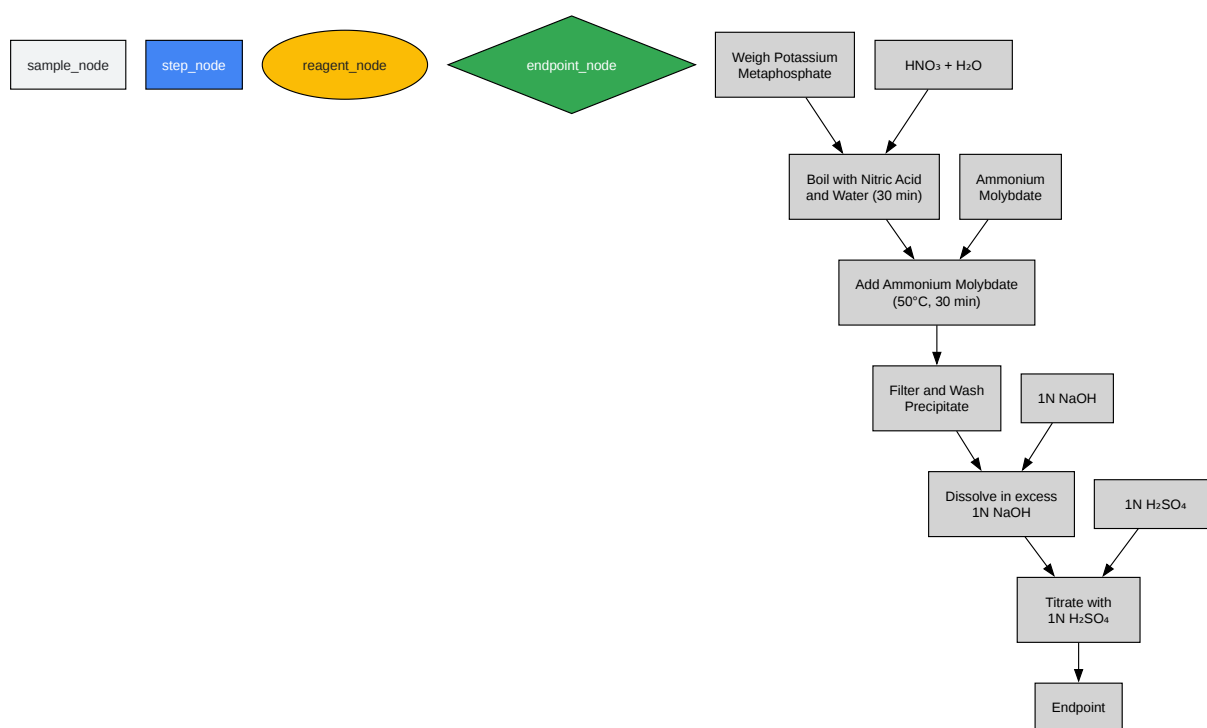 sample_node
step_node
reagent_node
endpoint_node
Weigh Potassium
Metaphosphate
HNO₃ + H₂O
Boil with Nitric Acid
and Water (30 min)
Ammonium
Molybdate
Add Ammonium Molybdate
(50°C, 30 min)
Filter and Wash
Precipitate
1N NaOH
Dissolve in excess
1N NaOH
1N H₂SO₄
Titrate with
1N H₂SO₄
Endpoint